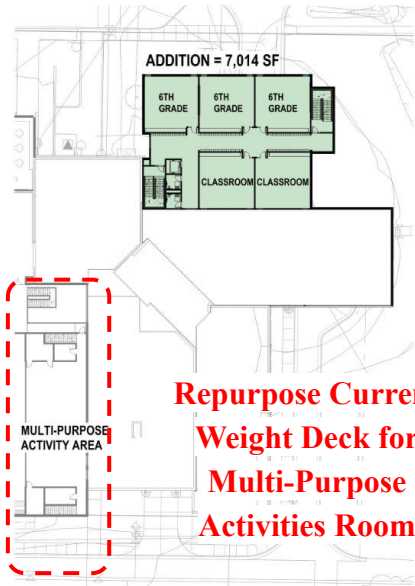 ADDITION = 7,014 SF
6TH
GRADE
6TH
GRADE
6TH
GRADE
CLASSROOM
CLASSROOM
Repurpose Curren
Weight Deck for
Multi-Purpose
Activities Room
MULTI-PURPOSE
ACTIVITY AREA